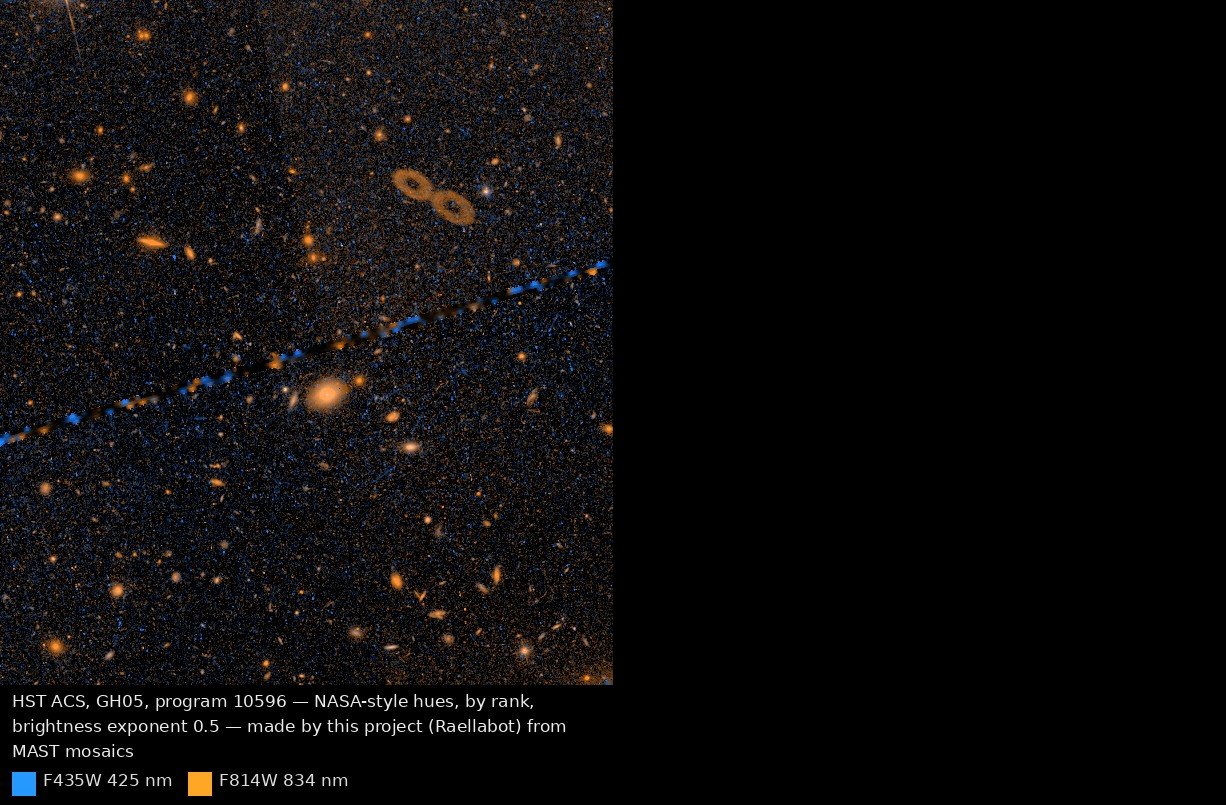 HST ACS, GH05, program 10596 — NASA-style hues, by rank,
brightness exponent 0.5 — made by this project (Raellabot) from
MAST mosaics
F435W 425 nm F814W 834 nm